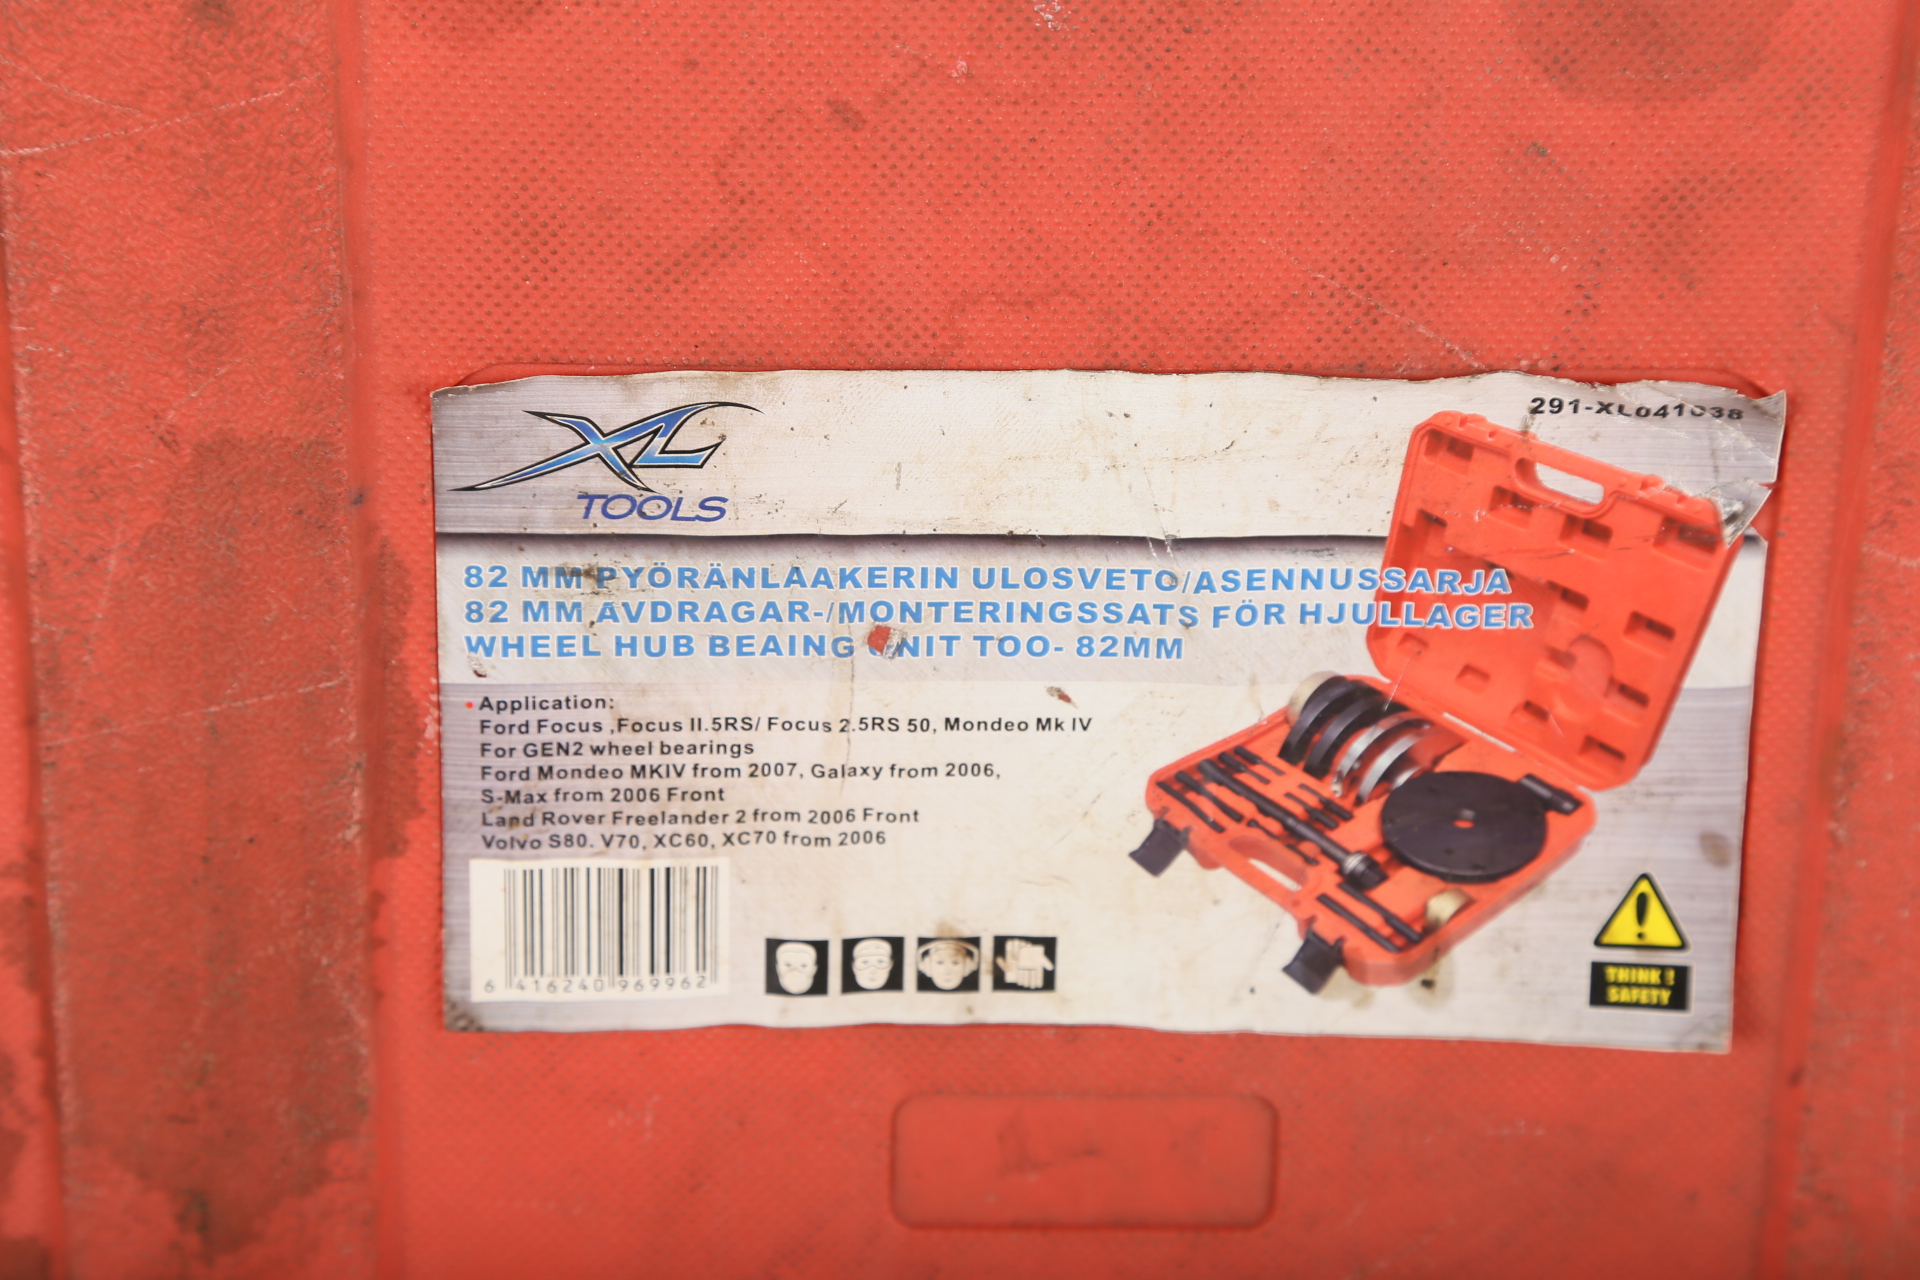 XL
TOOLS
291-XL041038
82 MM PYÖRÄNLAAKERIN ULOSVETO/ASENNUSSARJA
82 MM AVDRAGAR-/MONTERINGSSATS FÖR HJULLAGER
WHEEL HUB BEAING UNIT TOO- 82MM
• Application:
Ford Focus ,Focus II.5RS/ Focus 2.5RS 50, Mondeo Mk IV
For GEN2 wheel bearings
Ford Mondeo MKIV from 2007, Galaxy from 2006,
S-Max from 2006 Front
Land Rover Freelander 2 from 2006 Front
Volvo S80. V70, XC60, XC70 from 2006
6 416240 969962
THINK !
SAFETY